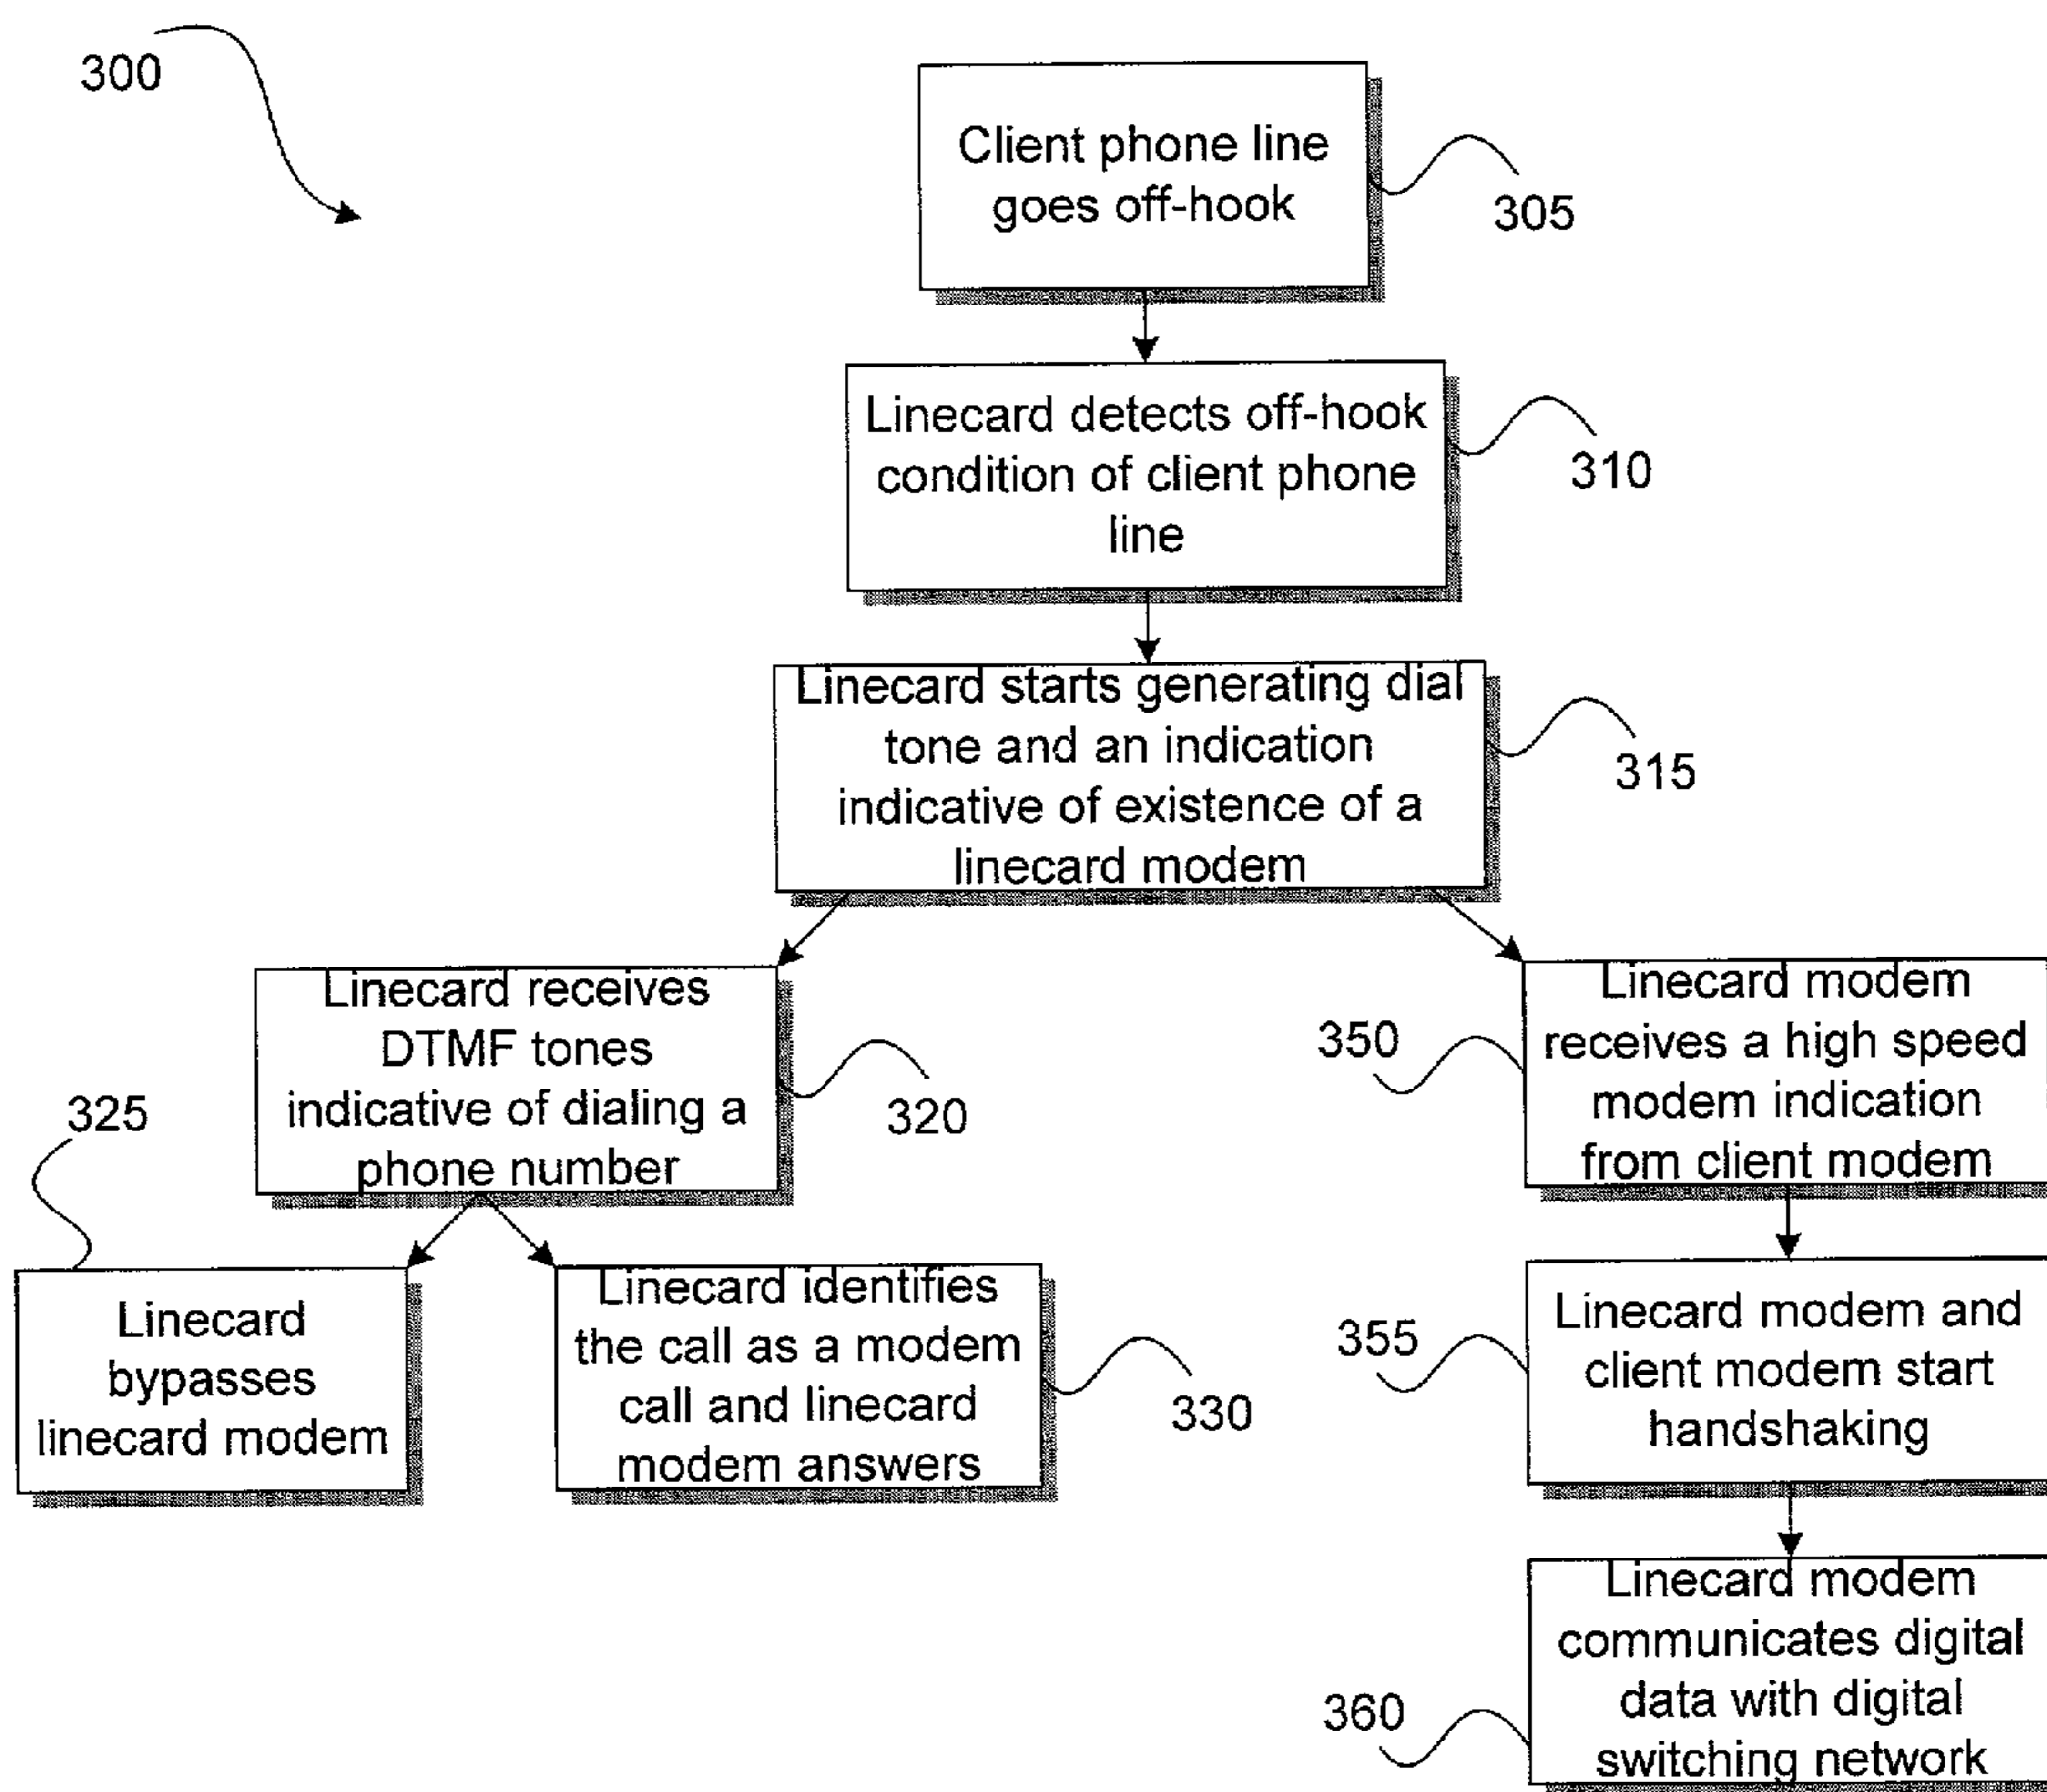 300
Client phone line
goes off-hook
305
Linecard detects off-hook
condition of client phone
line
310
Linecard starts generating dial
tone and an indication
indicative of existence of a
linecard modem
315
Linecard receives
DTMF tones
indicative of dialing a
phone number
320
325
Linecard
bypasses
linecard modem
Linecard identifies
the call as a modem
call and linecard
modem answers
330
350
Linecard modem
receives a high speed
modem indication
from client modem
355
Linecard modem and
client modem start
handshaking
360
Linecard modem
communicates digital
data with digital
switching network